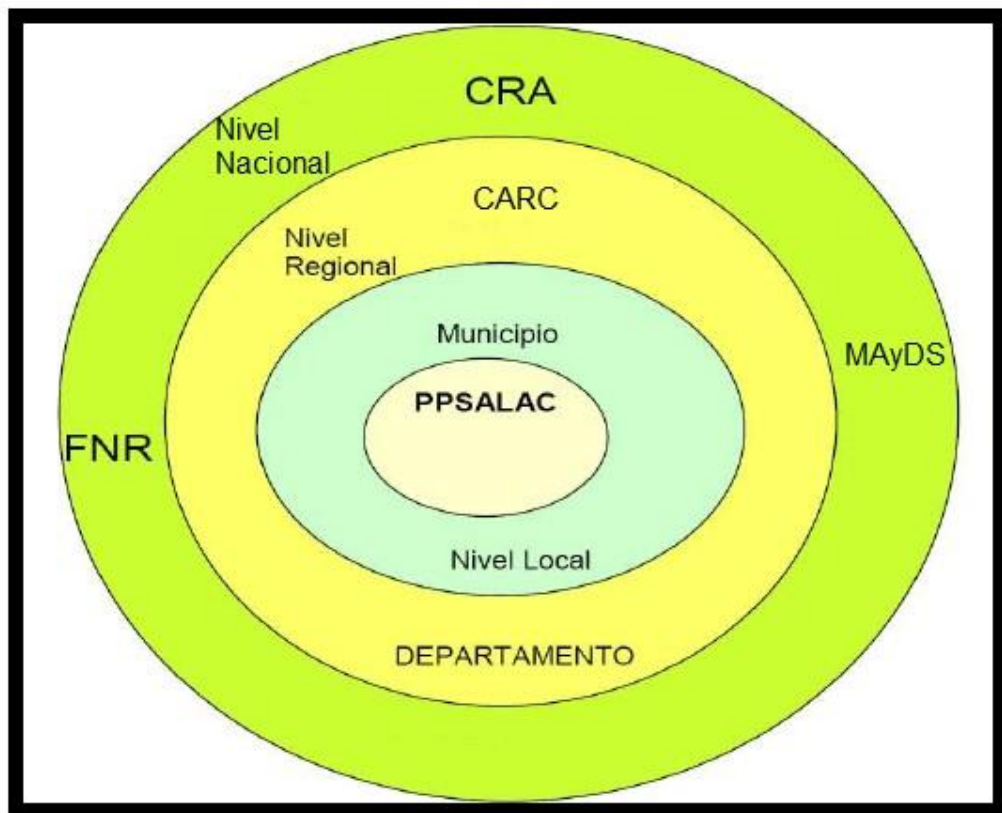 CRA
Nivel
Nacional
CARC
Nivel
Regional
Municipio
MAyDS
PPSALAC
FNR
Nivel Local
DEPARTAMENTO